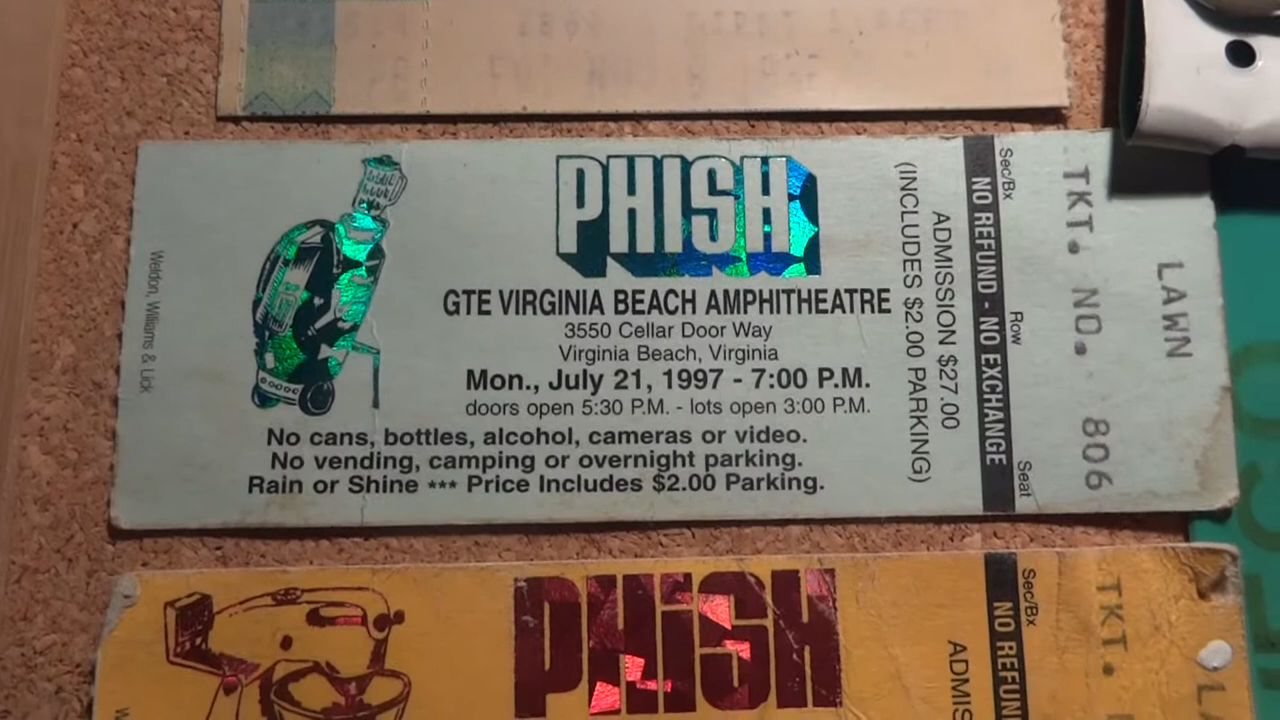 Weldon, Williams & Lick
PHISH
GTE VIRGINIA BEACH AMPHITHEATRE
3550 Cellar Door Way
Virginia Beach, Virginia
Mon., July 21, 1997 - 7:00 P.M.
doors open 5:30 P.M. - lots open 3:00 P.M.
No cans, bottles, alcohol, cameras or video.
No vending, camping or overnight parking.
Rain or Shine *** Price Includes $2.00 Parking.
ADMISSION $27.00
(INCLUDES $2.00 PARKING)
NO REFUND - NO EXCHANGE
Sec/Bx Row Seat
TKT. NO. 806
LAWN
PHiSH
ADMIS
NO REFUN
Sec/Bx
TKT.